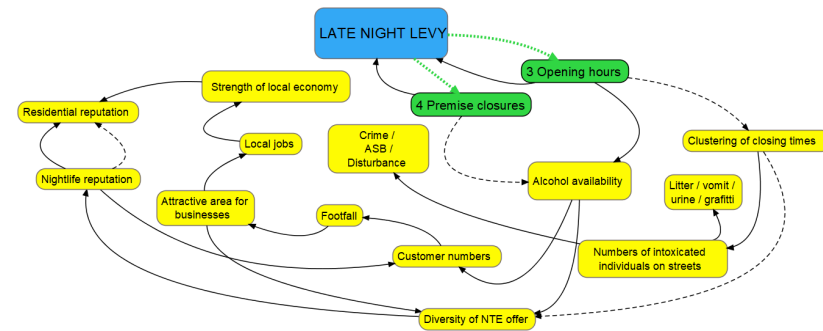 LATE NIGHT LEVY
3 Opening hours
Strength of local economy
4 Premise closures
Residential reputation
Crime /
ASB /
Disturbance
Clustering of closing times
Local jobs
Nightlife reputation
Alcohol availability
Litter / vomit /
urine / grafitti
Attractive area for
businesses
Footfall
Customer numbers
Numbers of intoxicated
individuals on streets
Diversity of NTE offer